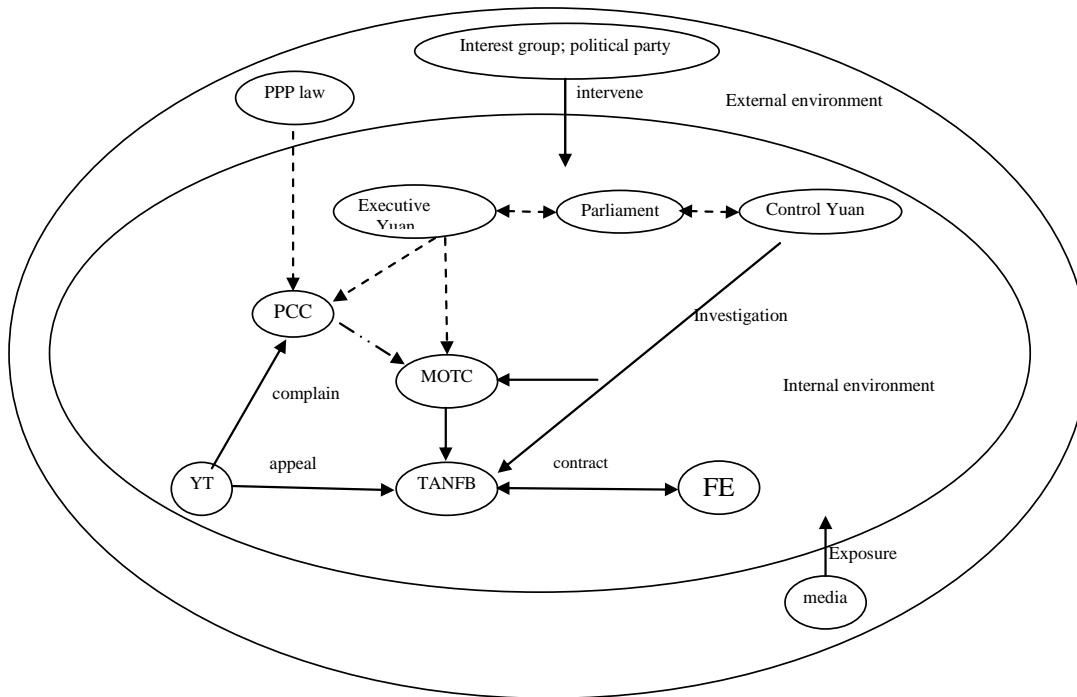 Interest group; political party
PPP law
intervene
External environment
Executive
Yuan
Parliament
Control Yuan
PCC
Investigation
MOTC
Internal environment
complain
appeal
contract
YT
TANFB
FE
Exposure
media